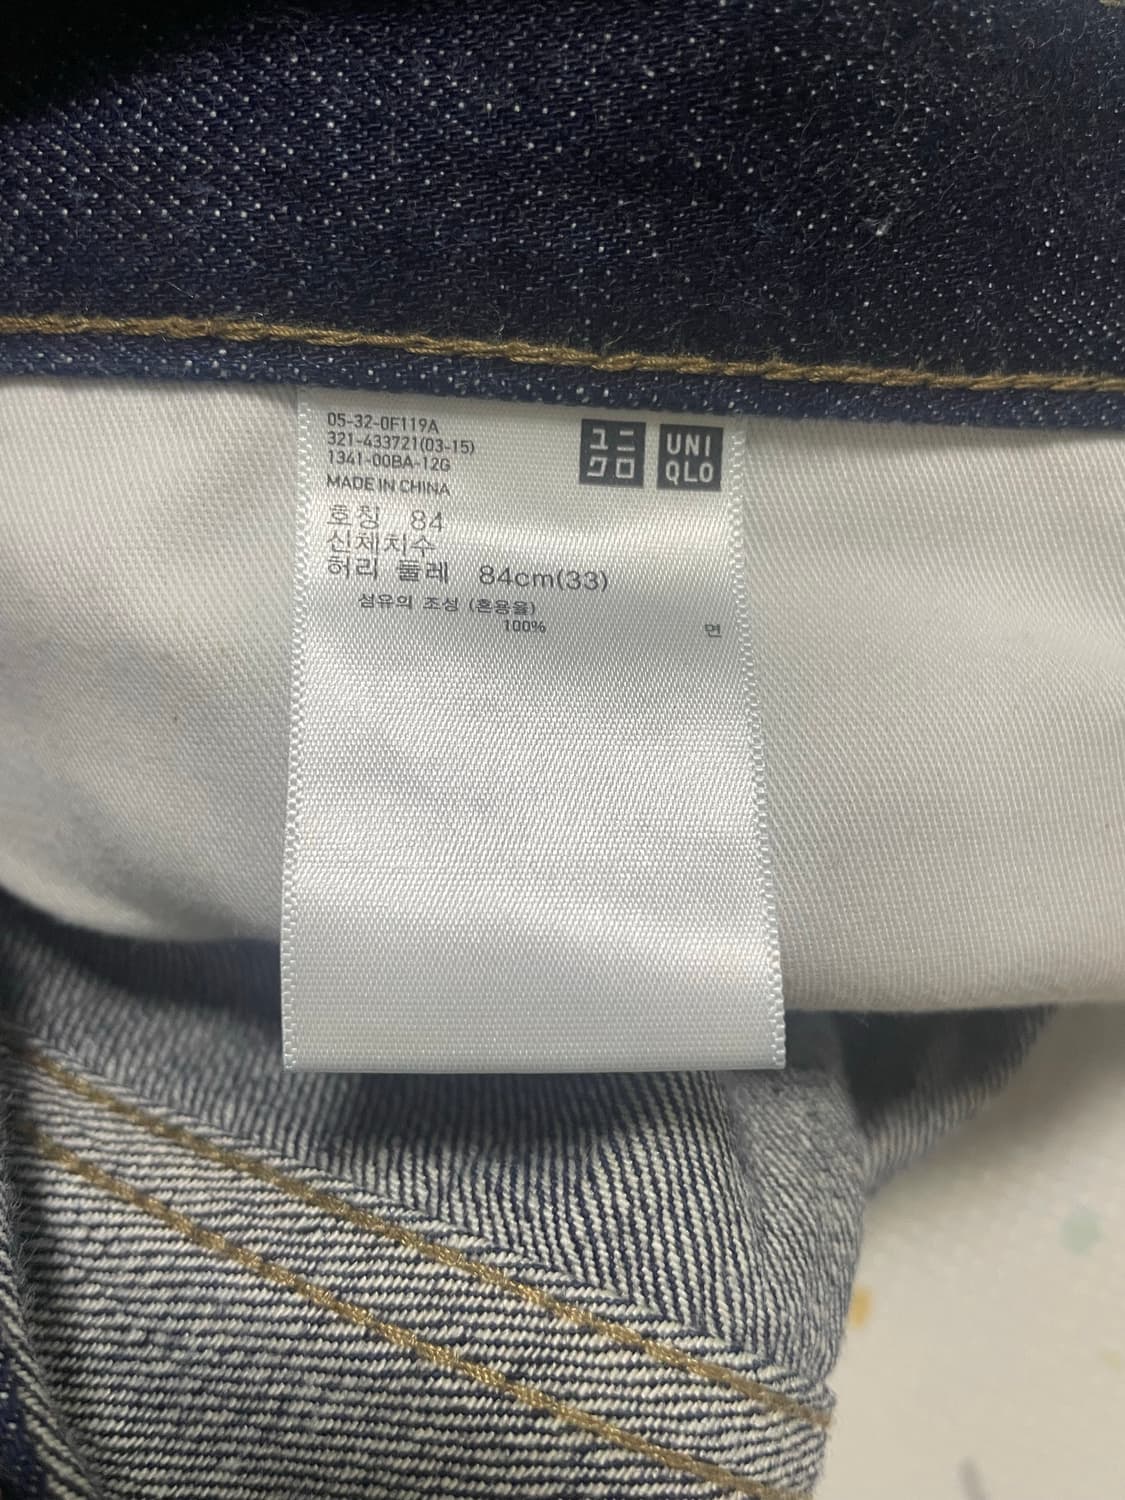 05-32-0F119A
321-433721(03-15)
1341-00BA-12G
MADE IN CHINA
ユニ
クロ
UNI
QLO
호칭 84
신체치수
허리 둘레 84cm(33)
섬유의 조성 (혼용율)
100% 면